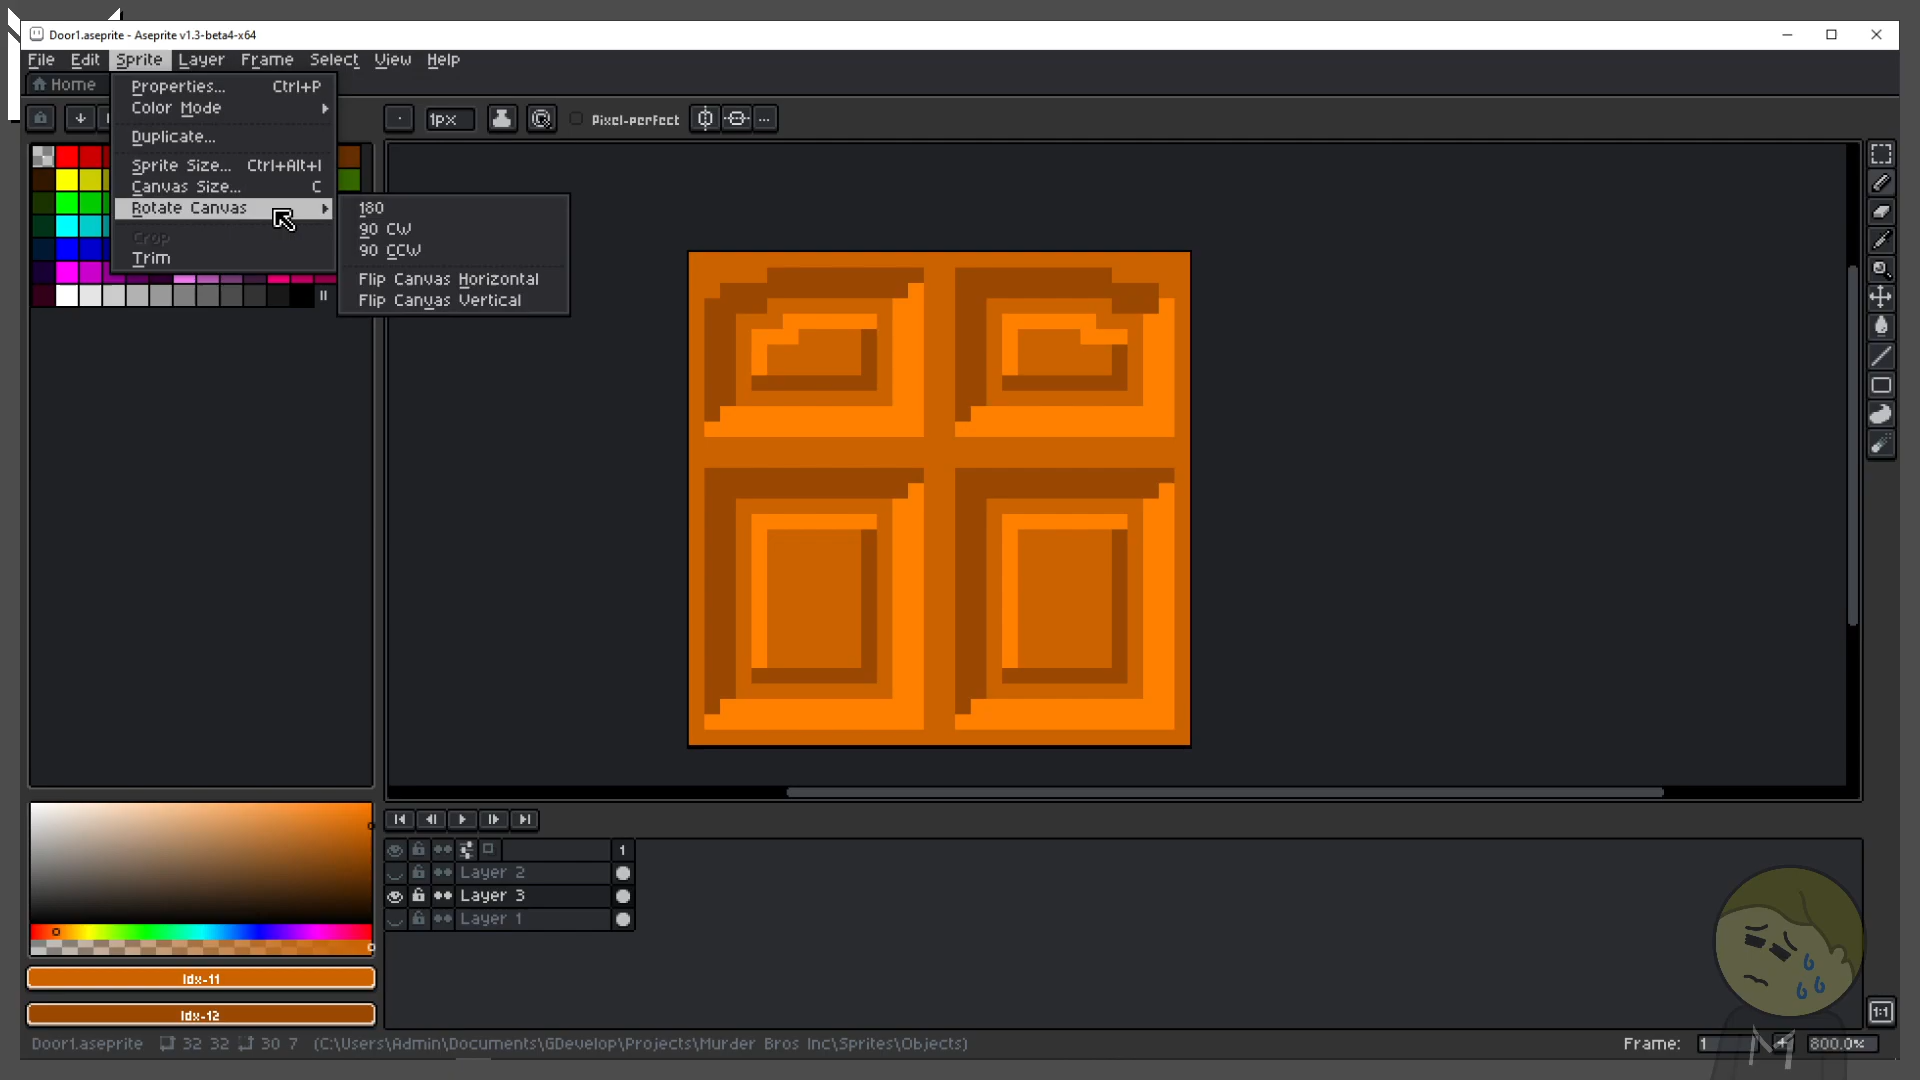 Door1.aseprite - Aseprite v1.3-beta4-x64
File Edit Sprite Layer Frame Select View Help
Home
Properties... Ctrl+P
Color Mode
1px Pixel-perfect ...
Duplicate...
Sprite Size... Ctrl+Alt+I
Canvas Size... C
Rotate Canvas
Crop
Trim
180
90 CW
90 CCW
Flip Canvas Horizontal
Flip Canvas Vertical
1
Layer 2
Layer 3
Layer 1
Idx-11
Idx-12
1:1
Door1.aseprite 32 32 30 7 (C:\Users\Admin\Documents\GDevelop\Projects\Murder Bros Inc\Sprites\Objects) Frame: 1 + 800.0%